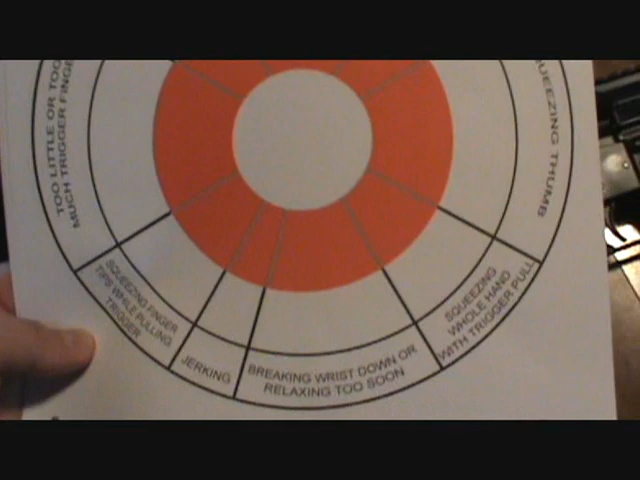 TOO LITTLE OR TOO
MUCH TRIGGER FINGER
SQUEEZING FINGER
TIPS WHILE PULLING
TRIGGER
JERKING
BREAKING WRIST DOWN OR
RELAXING TOO SOON
SQUEEZING
WHOLE HAND
WITH TRIGGER PULL
SQUEEZING THUMB